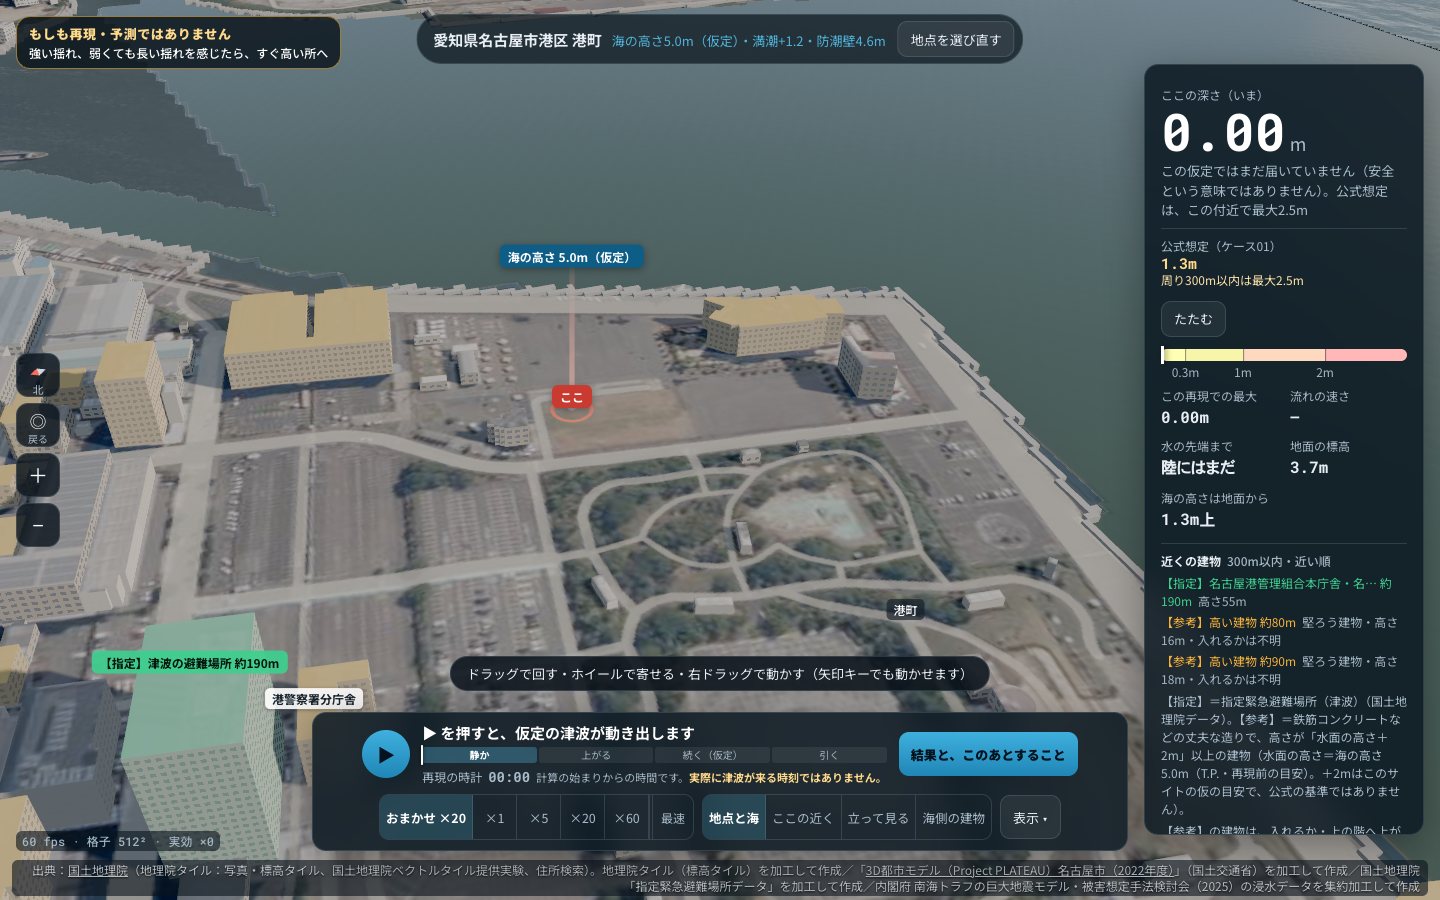 もしも再現・予測ではありません
強い揺れ、弱くても長い揺れを感じたら、すぐ高い所へ
愛知県名古屋市港区 港町 海の高さ5.0m（仮定）・満潮+1.2・防潮壁4.6m 地点を選び直す
ここの深さ（いま）
0.00 m
この仮定ではまだ届いていません（安全
という意味ではありません）。公式想定
は、この付近で最大2.5m
公式想定（ケース01）
1.3m
周り300m以内は最大2.5m
たたむ
0.3m 1m 2m
この再現での最大 流れの速さ
0.00m –
水の先端まで 地面の標高
陸にはまだ 3.7m
海の高さは地面から
1.3m上
近くの建物 300m以内・近い順
【指定】名古屋港管理組合本庁舎・名… 約
190m 高さ55m
【参考】高い建物 約80m 堅ろう建物・高さ
16m・入れるかは不明
【参考】高い建物 約90m 堅ろう建物・高さ
18m・入れるかは不明
【指定】＝指定緊急避難場所（津波）（国土地
理院データ）。【参考】＝鉄筋コンクリートな
どの丈夫な造りで、高さが「水面の高さ＋
2m」以上の建物（水面の高さ＝海の高さ
5.0m（T.P.・再現前の目安）。＋2mはこのサ
イトの仮の目安で、公式の基準ではありませ
ん）。
【参考】の建物は、入れるか・上の階へ上が
海の高さ 5.0m（仮定）
ここ
北
◎
戻る
+
−
港町
【指定】津波の避難場所 約190m
港警察署分庁舎
ドラッグで回す・ホイールで寄せる・右ドラッグで動かす（矢印キーでも動かせます）
▶ を押すと、仮定の津波が動き出します
静か 上がる 続く（仮定） 引く
再現の時計 00:00 計算の始まりからの時間です。実際に津波が来る時刻ではありません。
結果と、このあとすること
おまかせ ×20 ×1 ×5 ×20 ×60 最速 地点と海 ここの近く 立って見る 海側の建物 表示 ▾
60 fps · 格子 512² · 実効 ×0
出典：国土地理院（地理院タイル：写真・標高タイル、国土地理院ベクトルタイル提供実験、住所検索）。地理院タイル（標高タイル）を加工して作成／「3D都市モデル（Project PLATEAU）名古屋市（2022年度）」（国土交通省）を加工して作成／国土地理院
「指定緊急避難場所データ」を加工して作成／内閣府 南海トラフの巨大地震モデル・被害想定手法検討会（2025）の浸水データを集約加工して作成